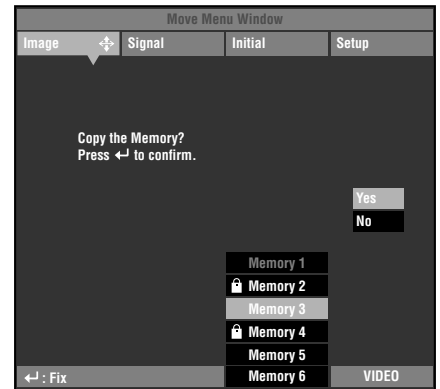 Move Menu Window
Image Signal Initial Setup
Copy the Memory?
Press ↵ to confirm.
Yes
No
Memory 1
Memory 2
Memory 3
Memory 4
Memory 5
↵ : Fix Memory 6 VIDEO